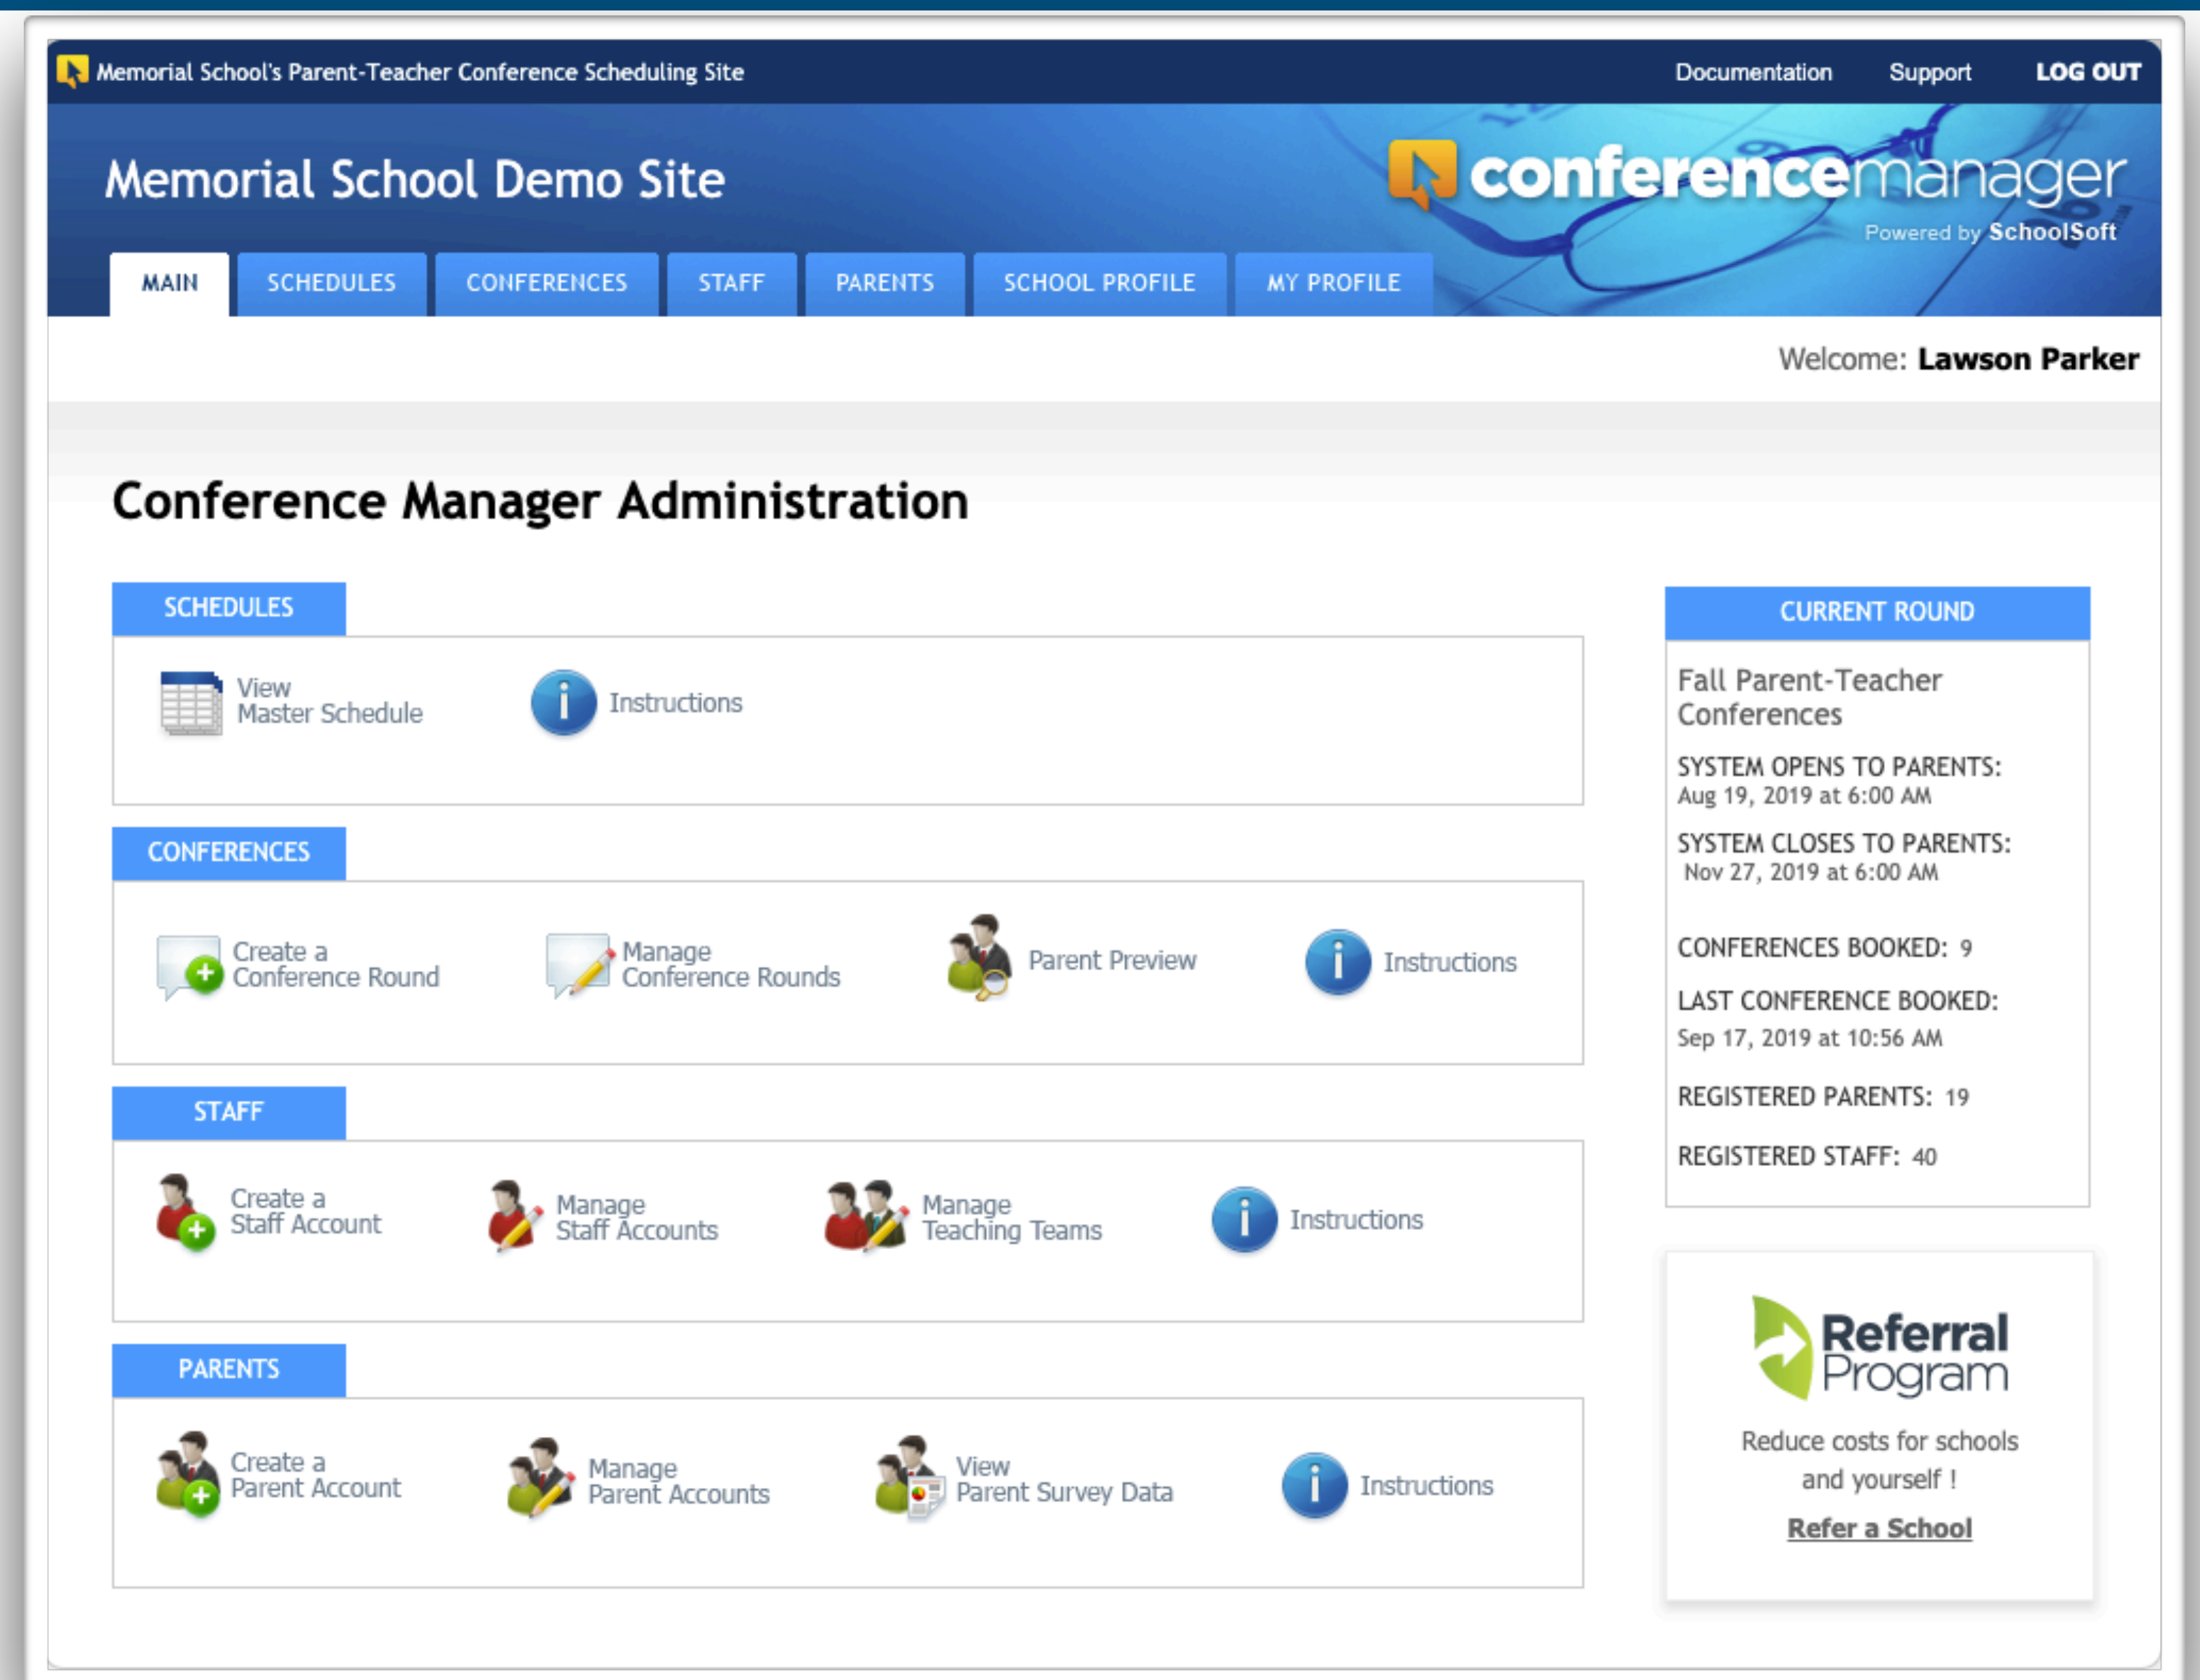 Memorial School's Parent-Teacher Conference Scheduling Site
Documentation
Support
LOG OUT
Memorial School Demo Site
conferencemanager
Powered by SchoolSoft
MAIN
SCHEDULES
CONFERENCES
STAFF
PARENTS
SCHOOL PROFILE
MY PROFILE
Welcome: Lawson Parker
Conference Manager Administration
SCHEDULES
View
Master Schedule
Instructions
CONFERENCES
Create a
Conference Round
Manage
Conference Rounds
Parent Preview
Instructions
STAFF
Create a
Staff Account
Manage
Staff Accounts
Manage
Teaching Teams
Instructions
PARENTS
Create a
Parent Account
Manage
Parent Accounts
View
Parent Survey Data
Instructions
CURRENT ROUND
Fall Parent-Teacher
Conferences
SYSTEM OPENS TO PARENTS:
Aug 19, 2019 at 6:00 AM
SYSTEM CLOSES TO PARENTS:
Nov 27, 2019 at 6:00 AM
CONFERENCES BOOKED: 9
LAST CONFERENCE BOOKED:
Sep 17, 2019 at 10:56 AM
REGISTERED PARENTS: 19
REGISTERED STAFF: 40
Referral
Program
Reduce costs for schools
and yourself !
Refer a School